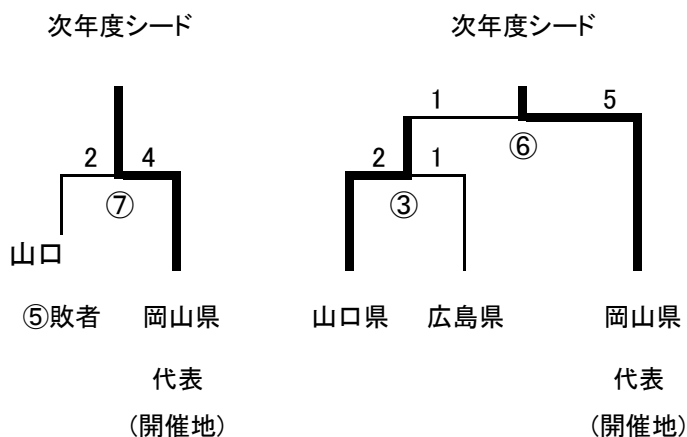 次年度シード 次年度シード
1 5
⑥
2 4 2 1
⑦ ③
山口
⑤敗者 岡山県 山口県 広島県 岡山県
代表 代表
(開催地) (開催地)